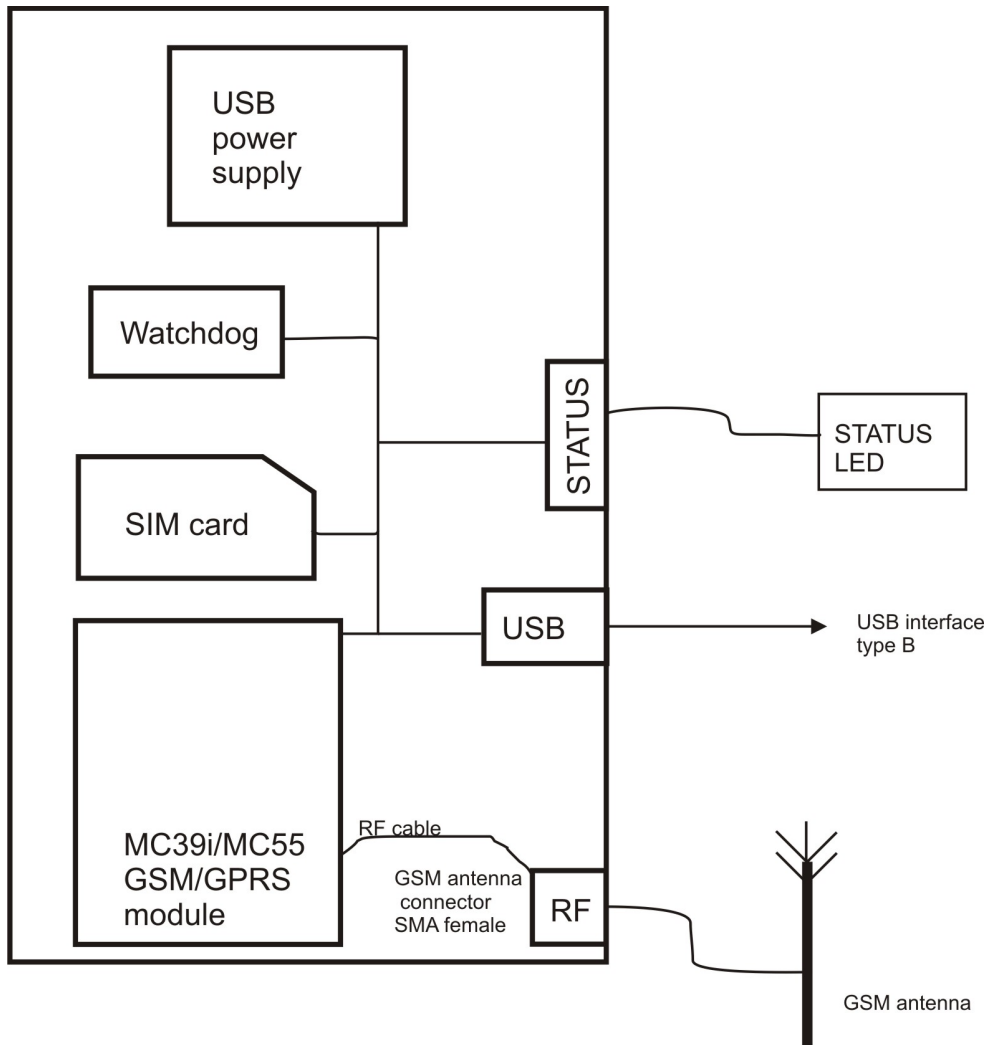 USB
power
supply
Watchdog
STATUS
STATUS
LED
SIM card
USB
USB interface
type B
MC39i/MC55
GSM/GPRS
module
RF cable
GSM antenna
connector
SMA female
RF
GSM antenna